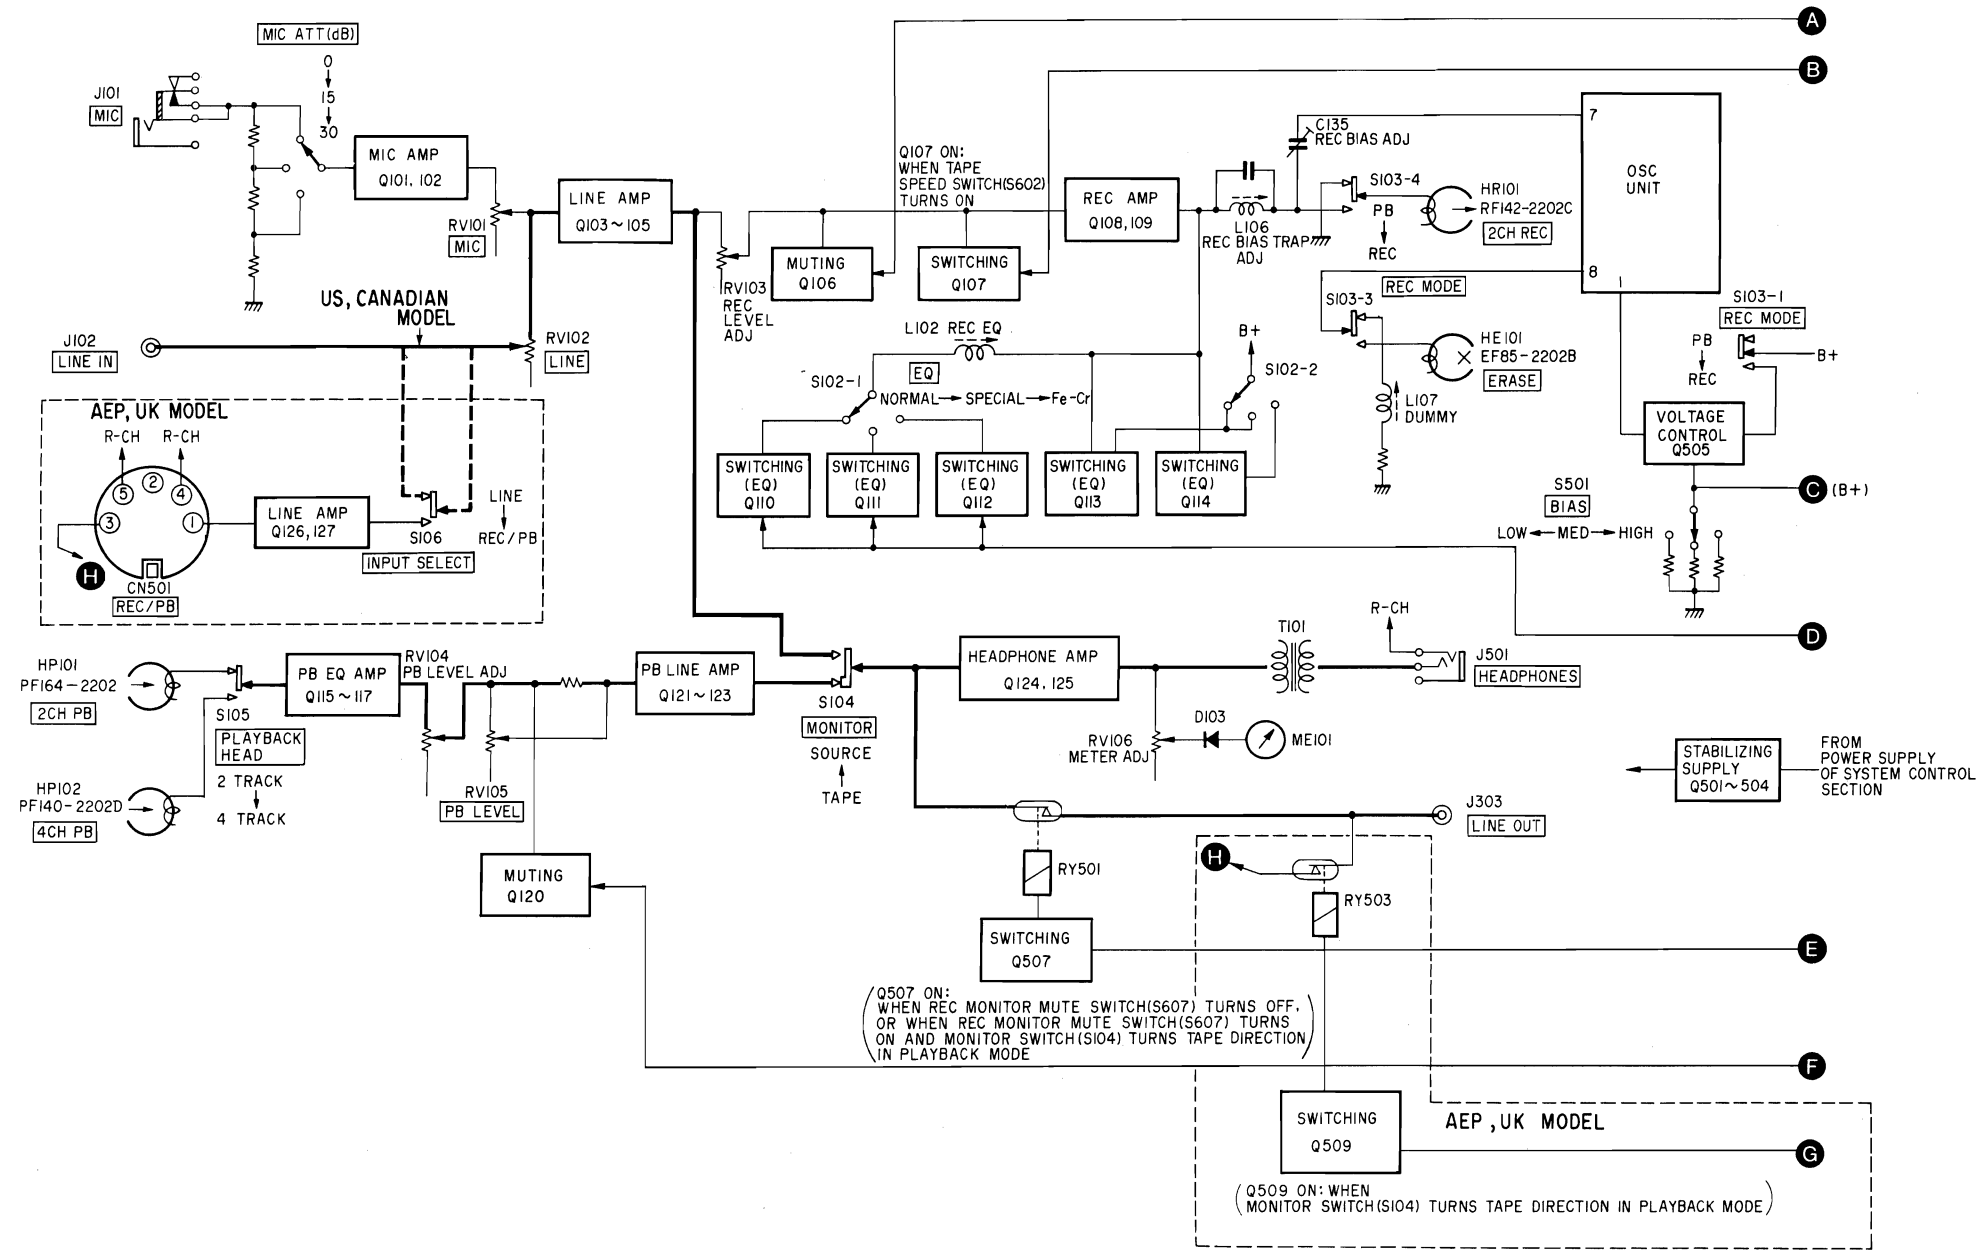 MIC ATT(dB)
0
15
30
J101
MIC
MIC AMP
Q101, 102
RV101
MIC
LINE AMP
Q103~105
RV103
REC
LEVEL
ADJ
MUTING
Q106
Q107 ON:
WHEN TAPE
SPEED SWITCH(S602)
TURNS ON
SWITCHING
Q107
REC AMP
Q108,109
L106
REC BIAS TRAP
ADJ
C135
REC BIAS ADJ
S103-4
PB
REC
HR101
RF142-2202C
2CH REC
OSC
UNIT
7
8
1
A
B
REC MODE
S103-3
HE101
EF85-2202B
ERASE
L107
DUMMY
S103-1
REC MODE
PB
REC
B+
VOLTAGE
CONTROL
Q505
C
(B+)
S501
BIAS
LOW
MED
HIGH
US, CANADIAN
MODEL
J102
LINE IN
RV102
LINE
L102 REC EQ
S102-1
EQ
NORMAL
SPECIAL
Fe-Cr
B+
S102-2
SWITCHING
(EQ)
Q110
SWITCHING
(EQ)
Q111
SWITCHING
(EQ)
Q112
SWITCHING
(EQ)
Q113
SWITCHING
(EQ)
Q114
D
AEP, UK MODEL
R-CH
R-CH
5
2
4
3
1
H
CN501
REC/PB
LINE AMP
Q126,127
S106
INPUT SELECT
LINE
REC/PB
HP101
PF164-2202
2CH PB
S105
PLAYBACK
HEAD
2 TRACK
4 TRACK
HP102
PF140-2202D
4CH PB
PB EQ AMP
Q115~117
RV104
PB LEVEL ADJ
RV105
PB LEVEL
PB LINE AMP
Q121~123
MUTING
Q120
S104
MONITOR
SOURCE
TAPE
HEADPHONE AMP
Q124, 125
T101
R-CH
J501
HEADPHONES
RV106
METER ADJ
D103
ME101
STABILIZING
SUPPLY
Q501~504
FROM
POWER SUPPLY
OF SYSTEM CONTROL
SECTION
J303
LINE OUT
RY501
SWITCHING
Q507
H
RY503
E
Q507 ON:
WHEN REC MONITOR MUTE SWITCH(S607) TURNS OFF,
OR WHEN REC MONITOR MUTE SWITCH(S607) TURNS
ON AND MONITOR SWITCH(S104) TURNS TAPE DIRECTION
IN PLAYBACK MODE
F
SWITCHING
Q509
AEP, UK MODEL
G
Q509 ON: WHEN
MONITOR SWITCH(S104) TURNS TAPE DIRECTION IN PLAYBACK MODE